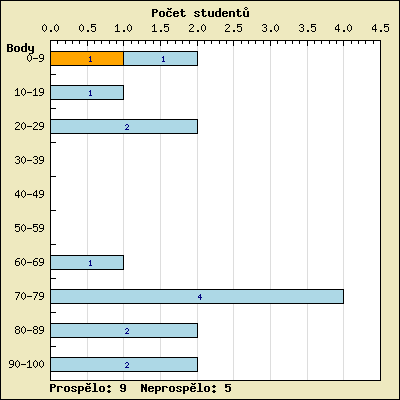 Počet studentů
0.0 0.5 1.0 1.5 2.0 2.5 3.0 3.5 4.0 4.5
Body
0-9 1 1
10-19 1
20-29 2
30-39
40-49
50-59
60-69 1
70-79 4
80-89 2
90-100 2
Prospělo: 9 Neprospělo: 5